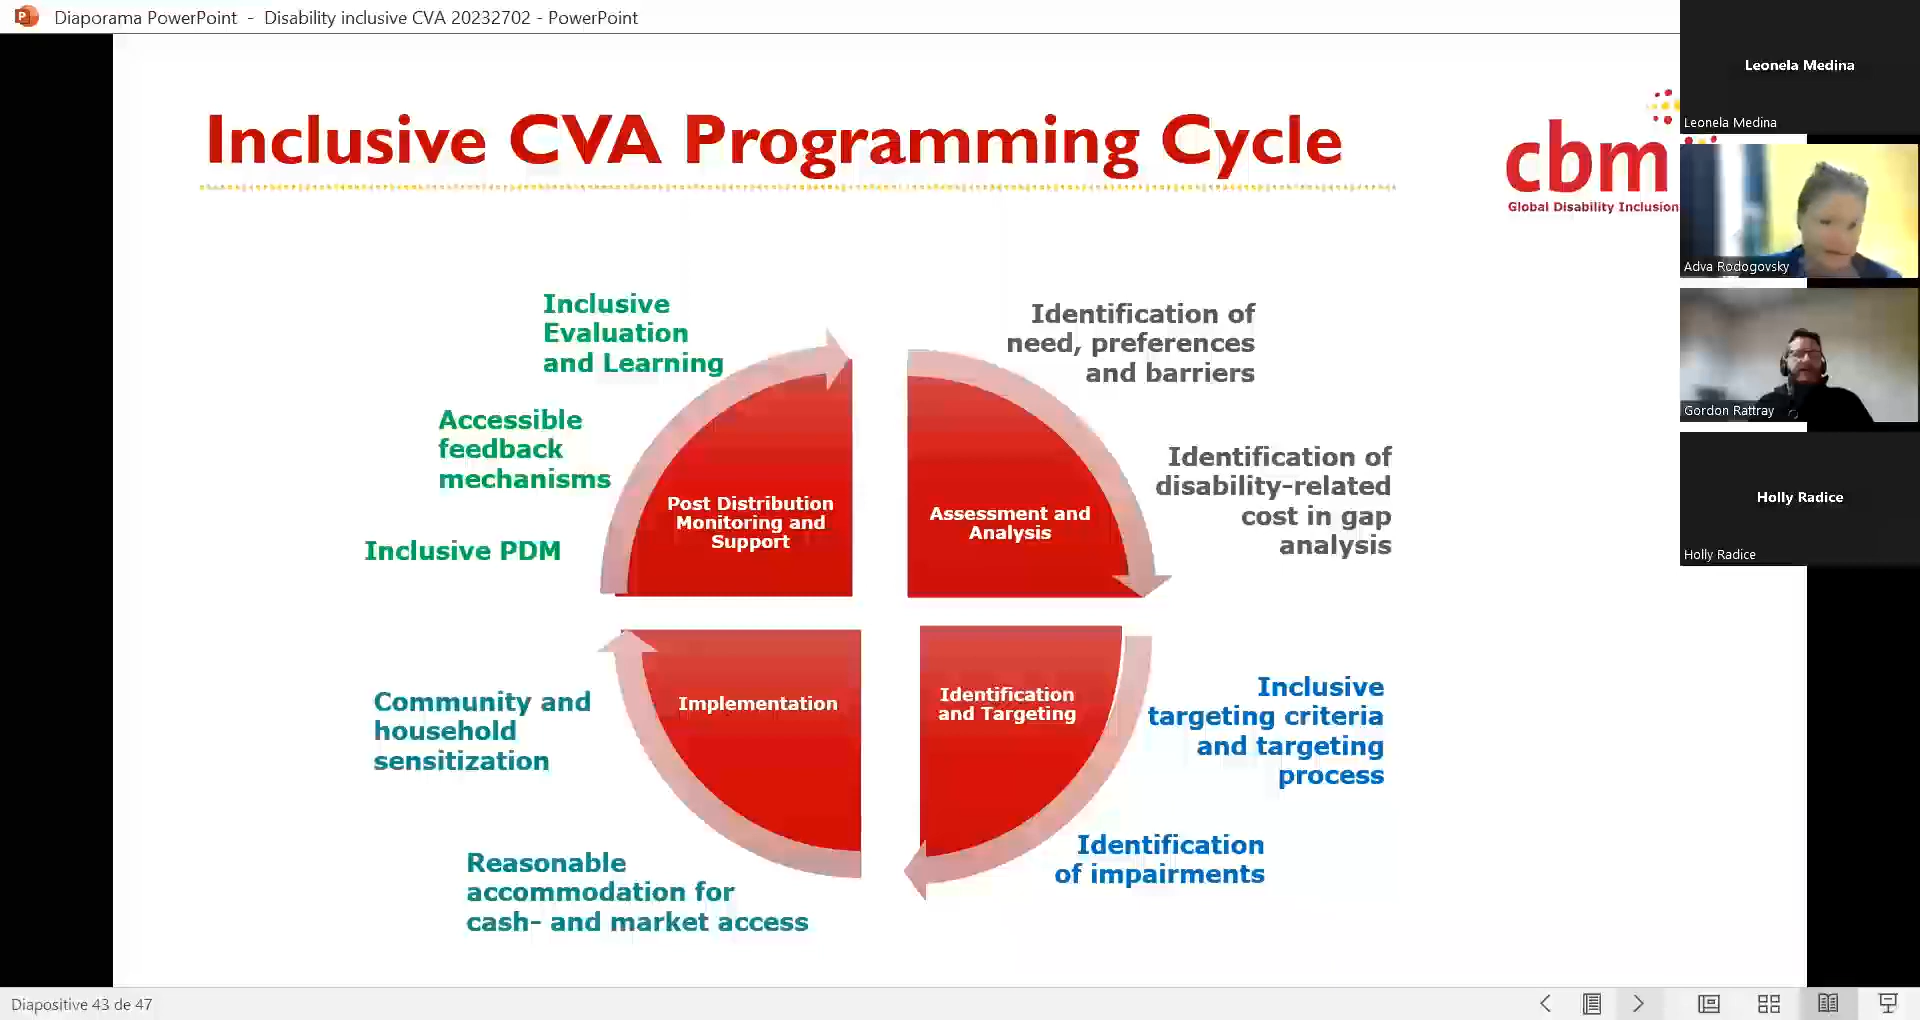 Diaporama PowerPoint - Disability inclusive CVA 20232702 - PowerPoint
Inclusive CVA Programming Cycle
cbm
Global Disability Inclusion
Inclusive
Evaluation
and Learning
Accessible
feedback
mechanisms
Inclusive PDM
Post Distribution
Monitoring and
Support
Identification of
need, preferences
and barriers
Identification of
disability-related
cost in gap
analysis
Assessment and
Analysis
Community and
household
sensitization
Reasonable
accommodation for
cash- and market access
Implementation
Identification
and Targeting
Inclusive
targeting criteria
and targeting
process
Identification
of impairments
Leonela Medina
Leonela Medina
Adva Rodogovsky
Gordon Rattray
Holly Radice
Holly Radice
Diapositive 43 de 47